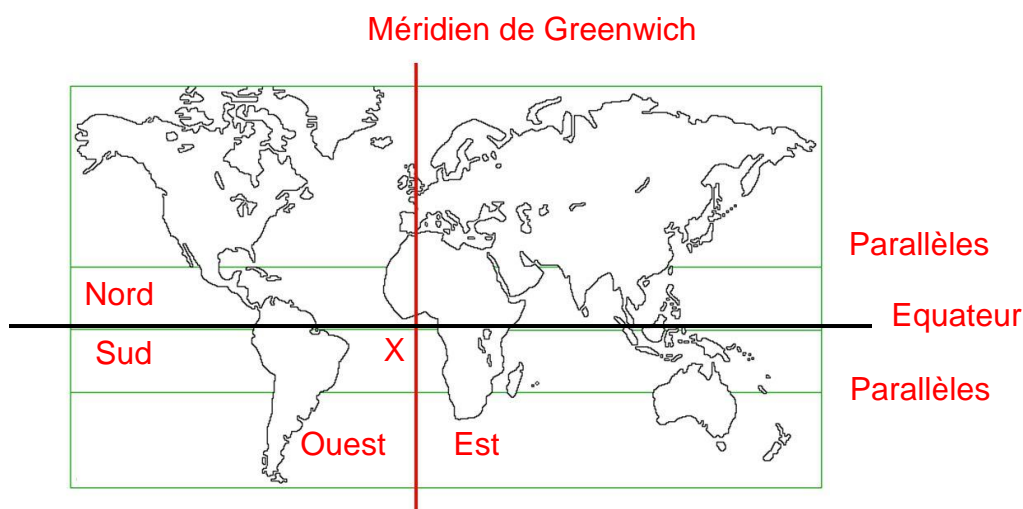 Méridien de Greenwich
Parallèles
Nord
Equateur
Sud
X
Parallèles
Ouest
Est